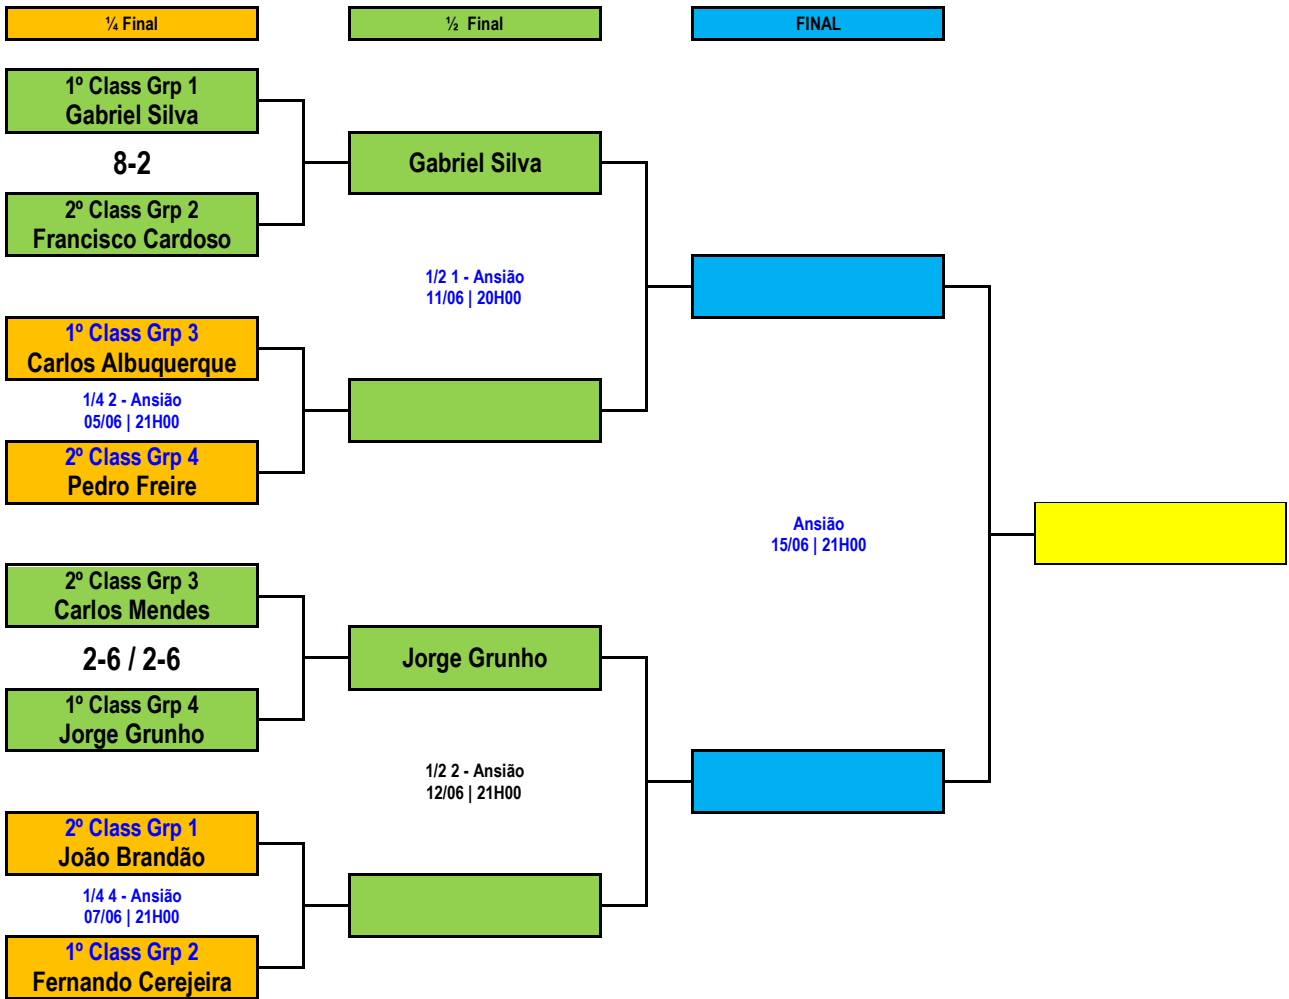 ¼ Final
½ Final
FINAL
1º Class Grp 1
Gabriel Silva
8-2
2º Class Grp 2
Francisco Cardoso
Gabriel Silva
1/2 1 - Ansião
11/06 | 20H00
1º Class Grp 3
Carlos Albuquerque
1/4 2 - Ansião
05/06 | 21H00
2º Class Grp 4
Pedro Freire
Ansião
15/06 | 21H00
2º Class Grp 3
Carlos Mendes
2-6 / 2-6
1º Class Grp 4
Jorge Grunho
Jorge Grunho
1/2 2 - Ansião
12/06 | 21H00
2º Class Grp 1
João Brandão
1/4 4 - Ansião
07/06 | 21H00
1º Class Grp 2
Fernando Cerejeira